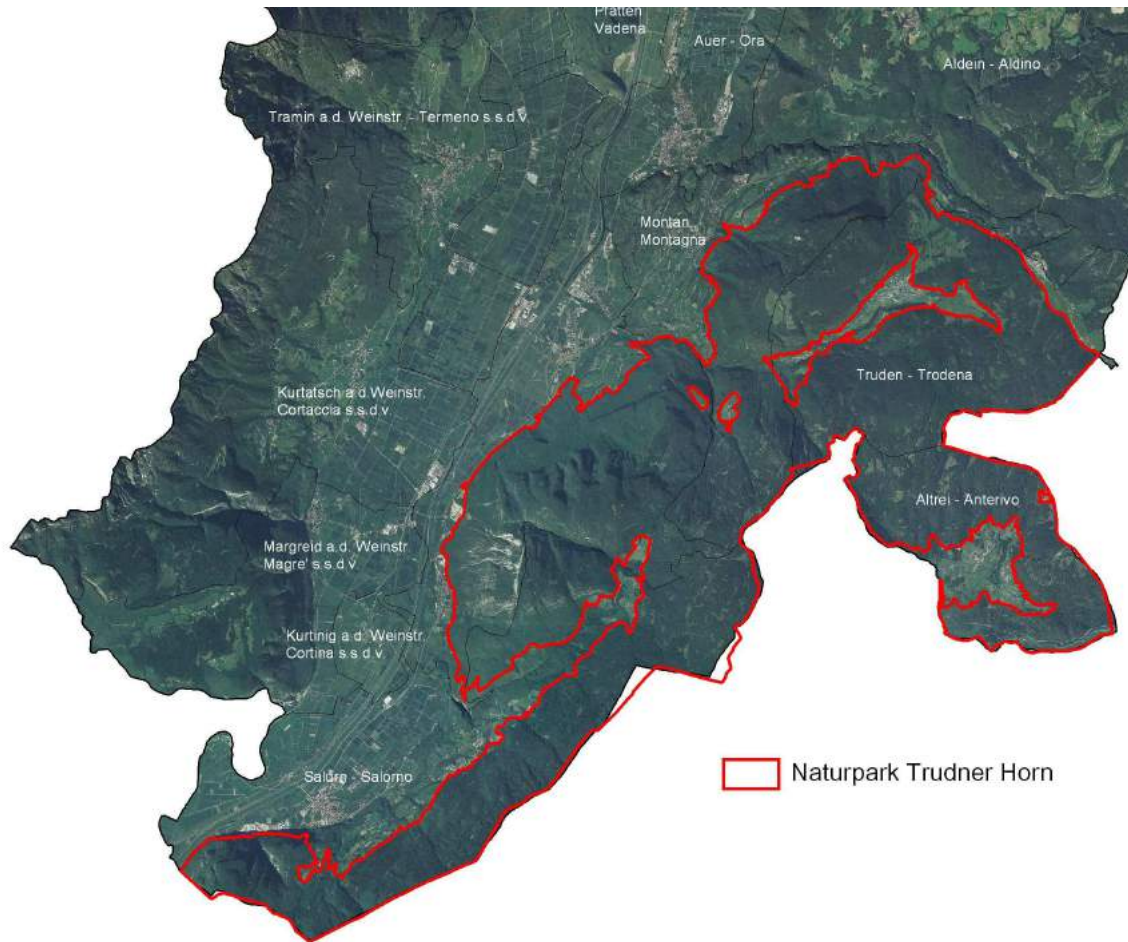 Pfatten
Vadena
Auer - Ora
Aldein - Aldino
Tramin a.d. Weinstr. - Termeno s.s.d.v.
Montan
Montagna
Kurtatsch a.d. Weinstr.
Cortaccia s.s.d.v.
Truden - Trodena
Altrei - Anterivo
Margreid a.d. Weinstr.
Magre' s.s.d.v.
Kurtinig a.d. Weinstr.
Cortina s.s.d.v.
Salurn - Salorno
Naturpark Trudner Horn